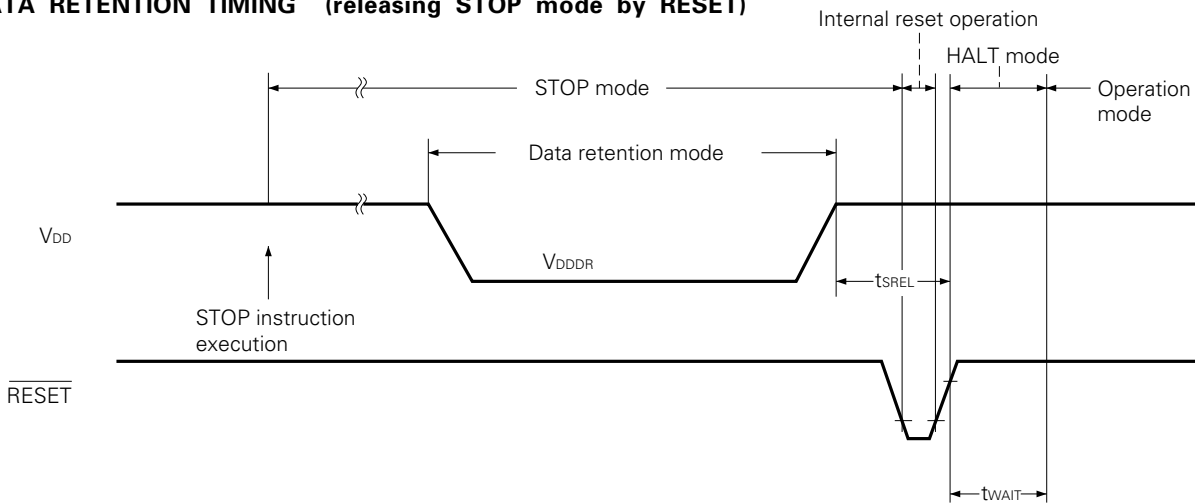 ATA RETENTION TIMING (releasing STOP mode by RESET)
Internal reset operation
HALT mode
STOP mode
Operation
mode
Data retention mode
VDD
VDDDR
tSREL
STOP instruction
execution
RESET
tWAIT